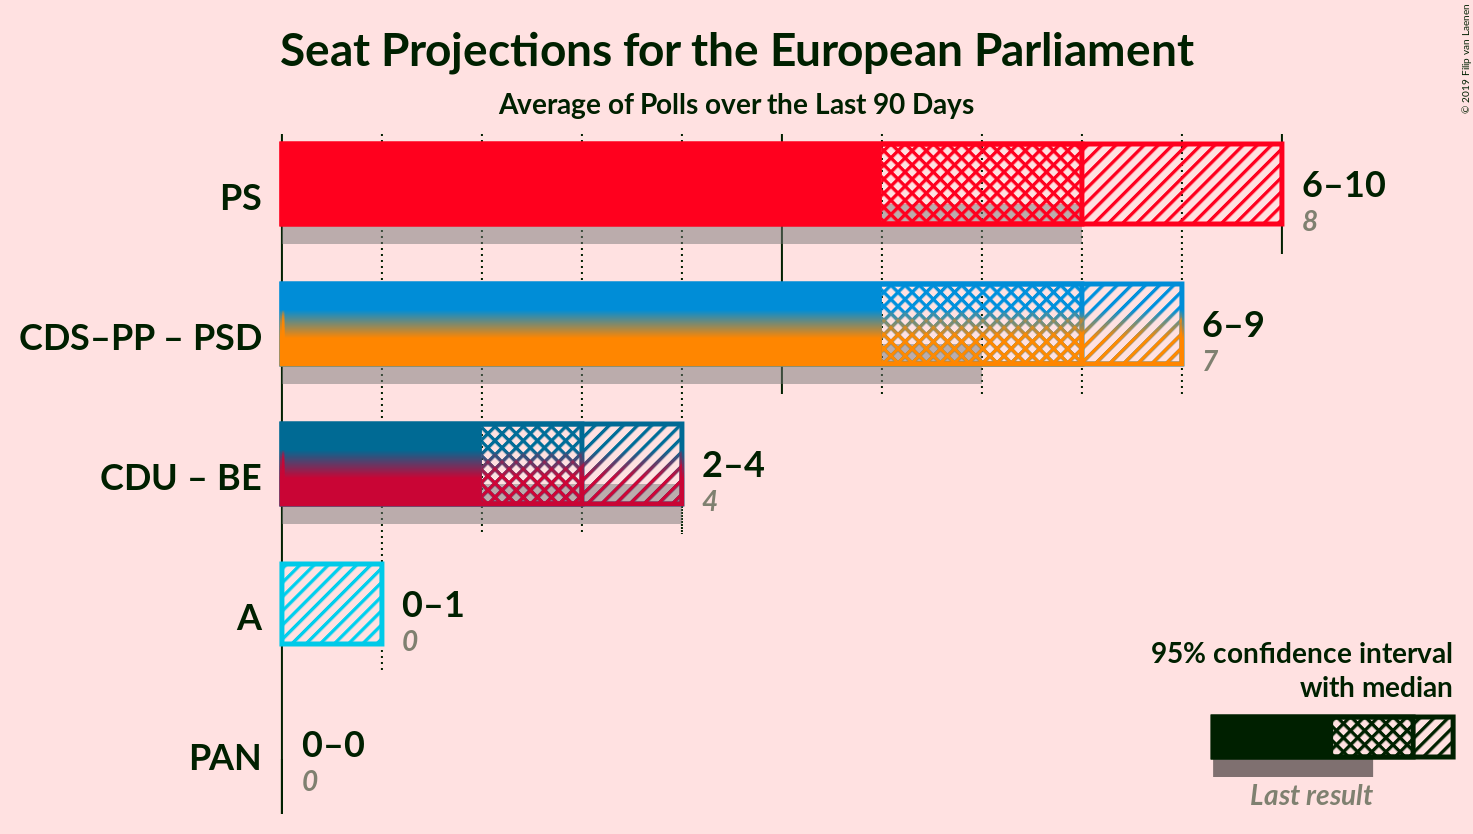 Seat Projections for the European Parliament
Average of Polls over the Last 90 Days
© 2019 Filip van Laenen
PS
6–10
8
CDS–PP – PSD
6–9
7
CDU – BE
2–4
4
A
0–1
0
PAN
0–0
0
95% confidence interval
with median
Last result